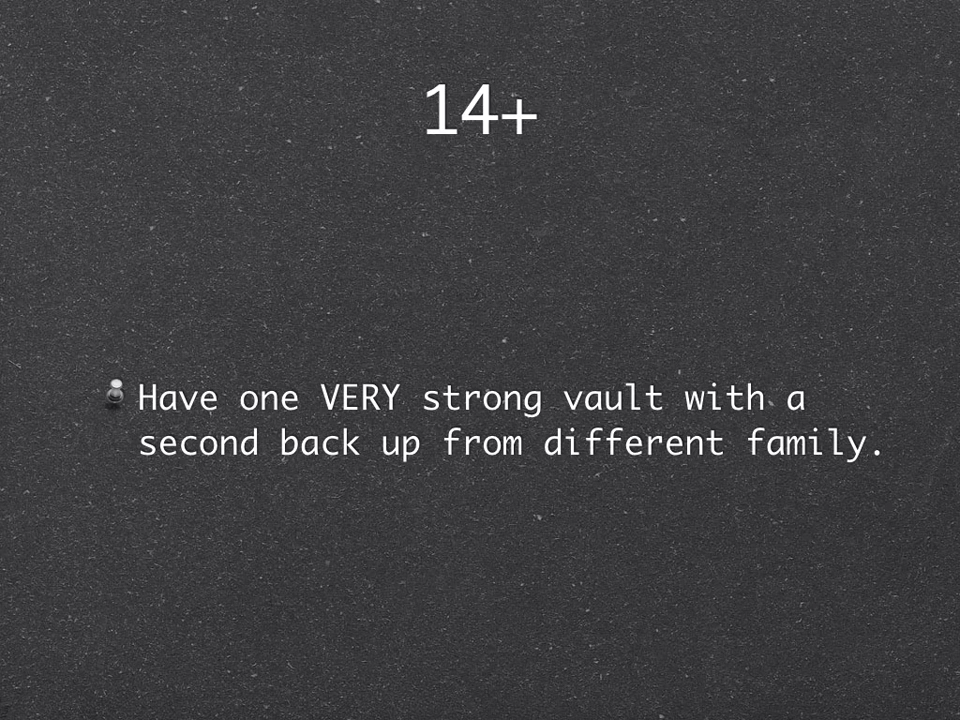 14+
Have one VERY strong vault with a
second back up from different family.